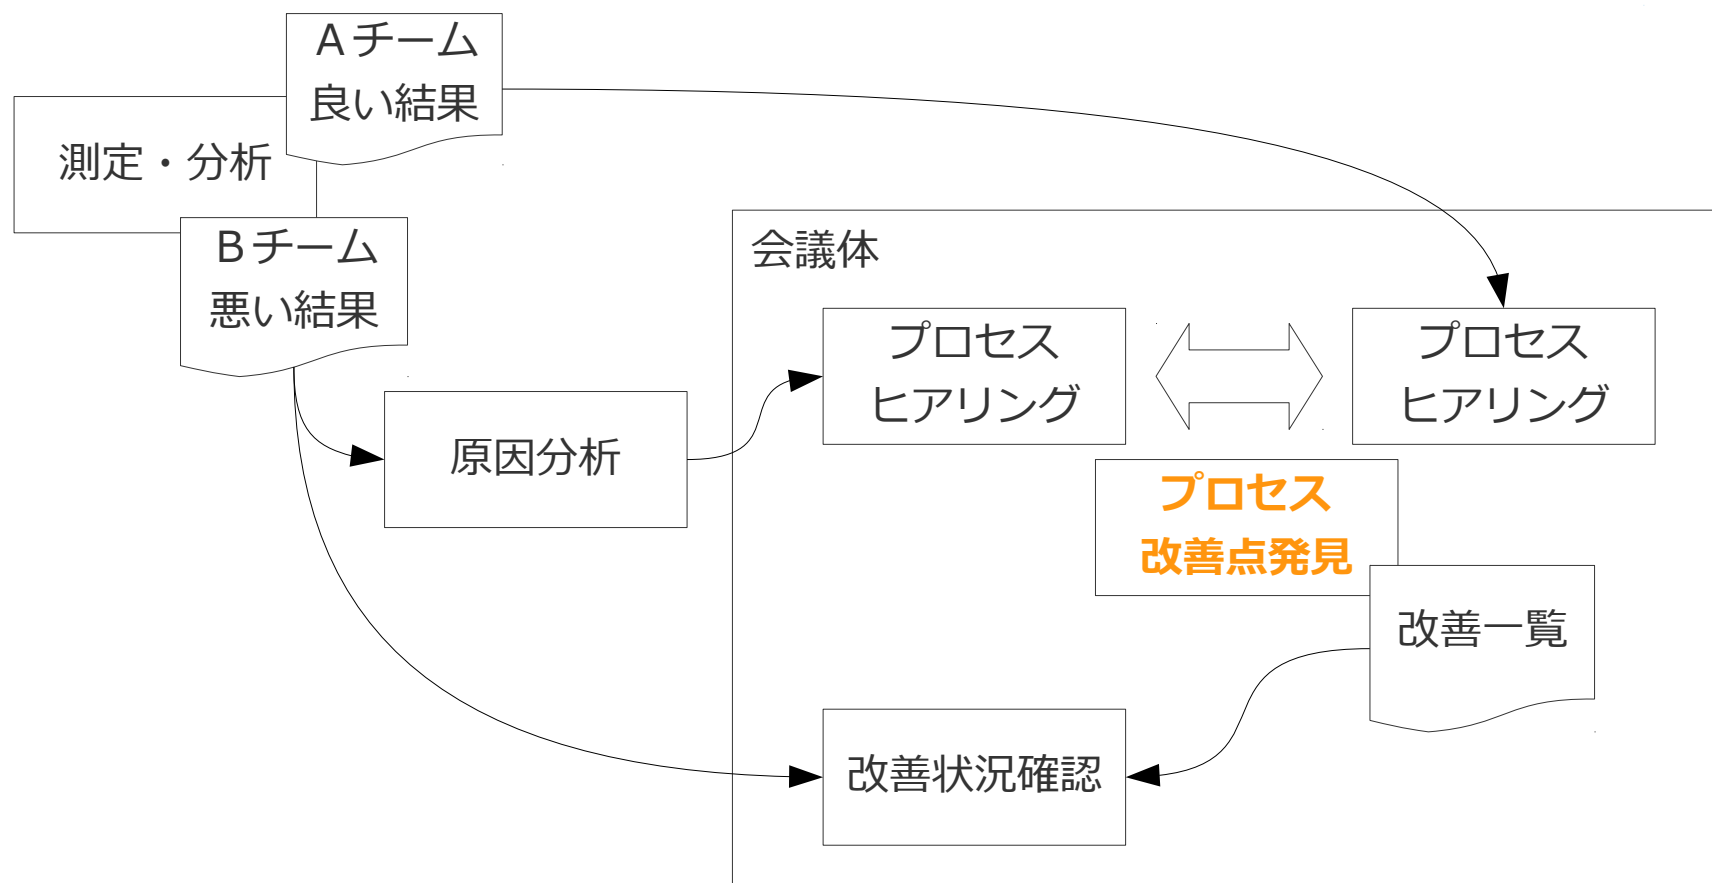 Ａチーム
良い結果
測定・分析
Ｂチーム
悪い結果
会議体
プロセス
ヒアリング
プロセス
ヒアリング
原因分析
プロセス
改善点発見
改善一覧
改善状況確認